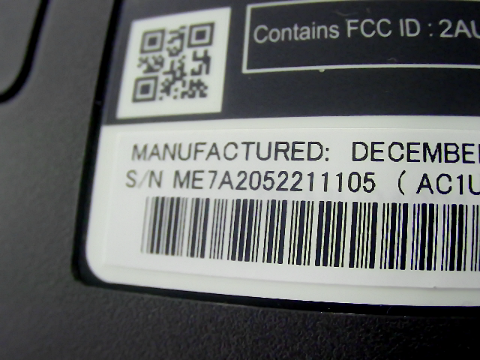 Contains FCC ID : 2AU
MANUFACTURED: DECEMBER
S/N ME7A2052211105 ( AC1U